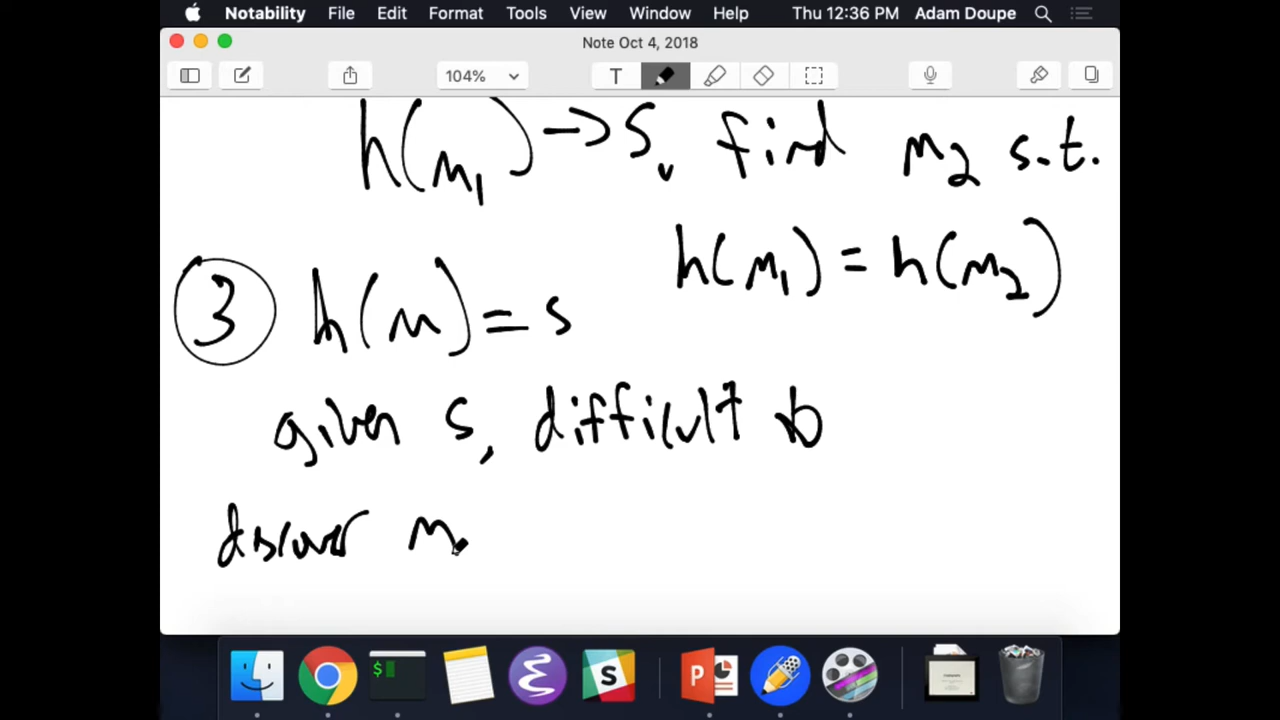 Notability File Edit Format Tools View Window Help Thu 12:36 PM Adam Doupe
Note Oct 4, 2018
104% T
h(m₁) → S, find m₂ s.t.
h(m₁) = h(m₂)
3 h(m) = s
given s, difficult to
discover m
$
S
P